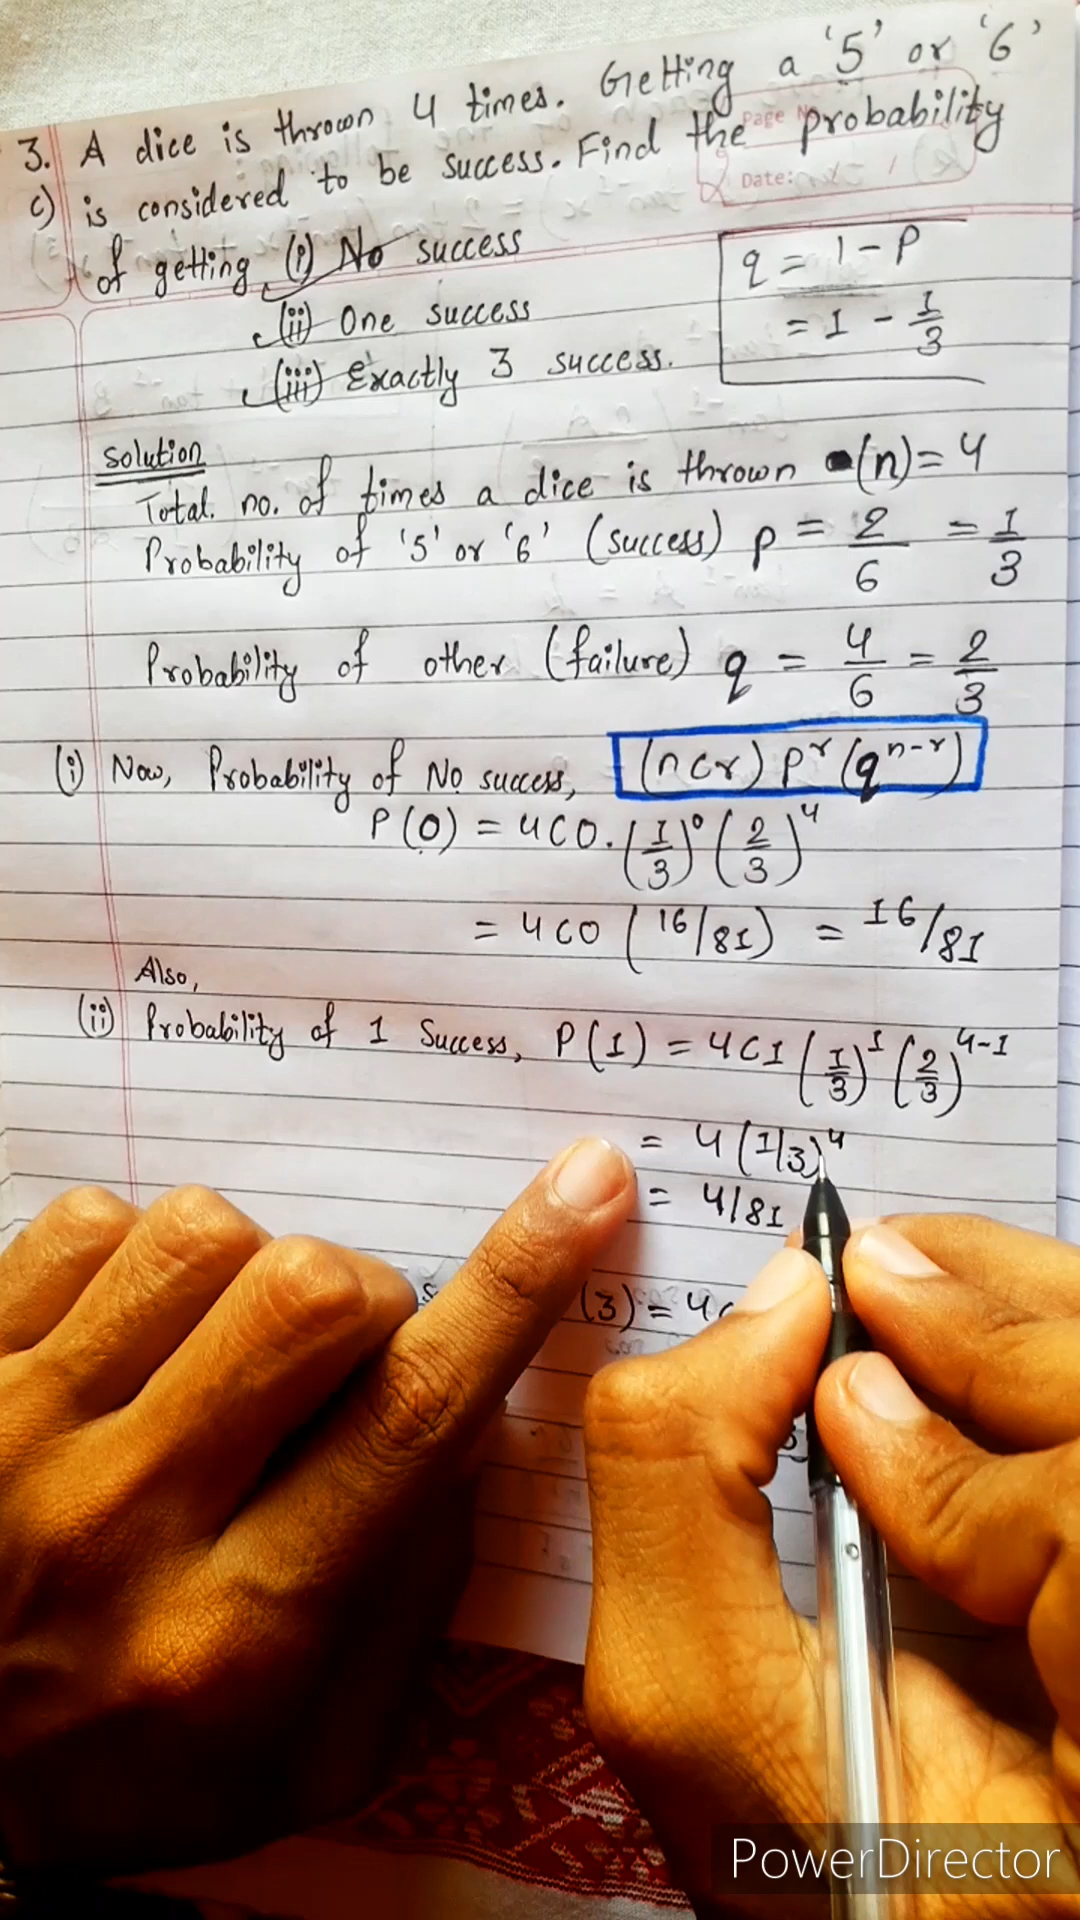 3. A dice is thrown 4 times. Getting a '5' or '6'
c) is considered to be success. Find the probability
Page No
Date:
of getting (i) No success
(ii) One success
(iii) Exactly 3 success.
q = 1 - P
= 1 - 1/3
Solution
Total. no. of times a dice is thrown (n) = 4
Probability of '5' or '6' (success) p = 2/6 = 1/3
Probability of other (failure) q = 4/6 = 2/3
(i) Now, Probability of No success, (ncr) p^r (q^n-r)
P(0) = 4C0. (1/3)^0 (2/3)^4
= 4C0 (16/81) = 16/81
Also,
(ii) Probability of 1 Success, P(1) = 4C1 (1/3)^1 (2/3)^4-1
= 4 (1/3)^4
= 4/81
(3) = 4C
PowerDirector